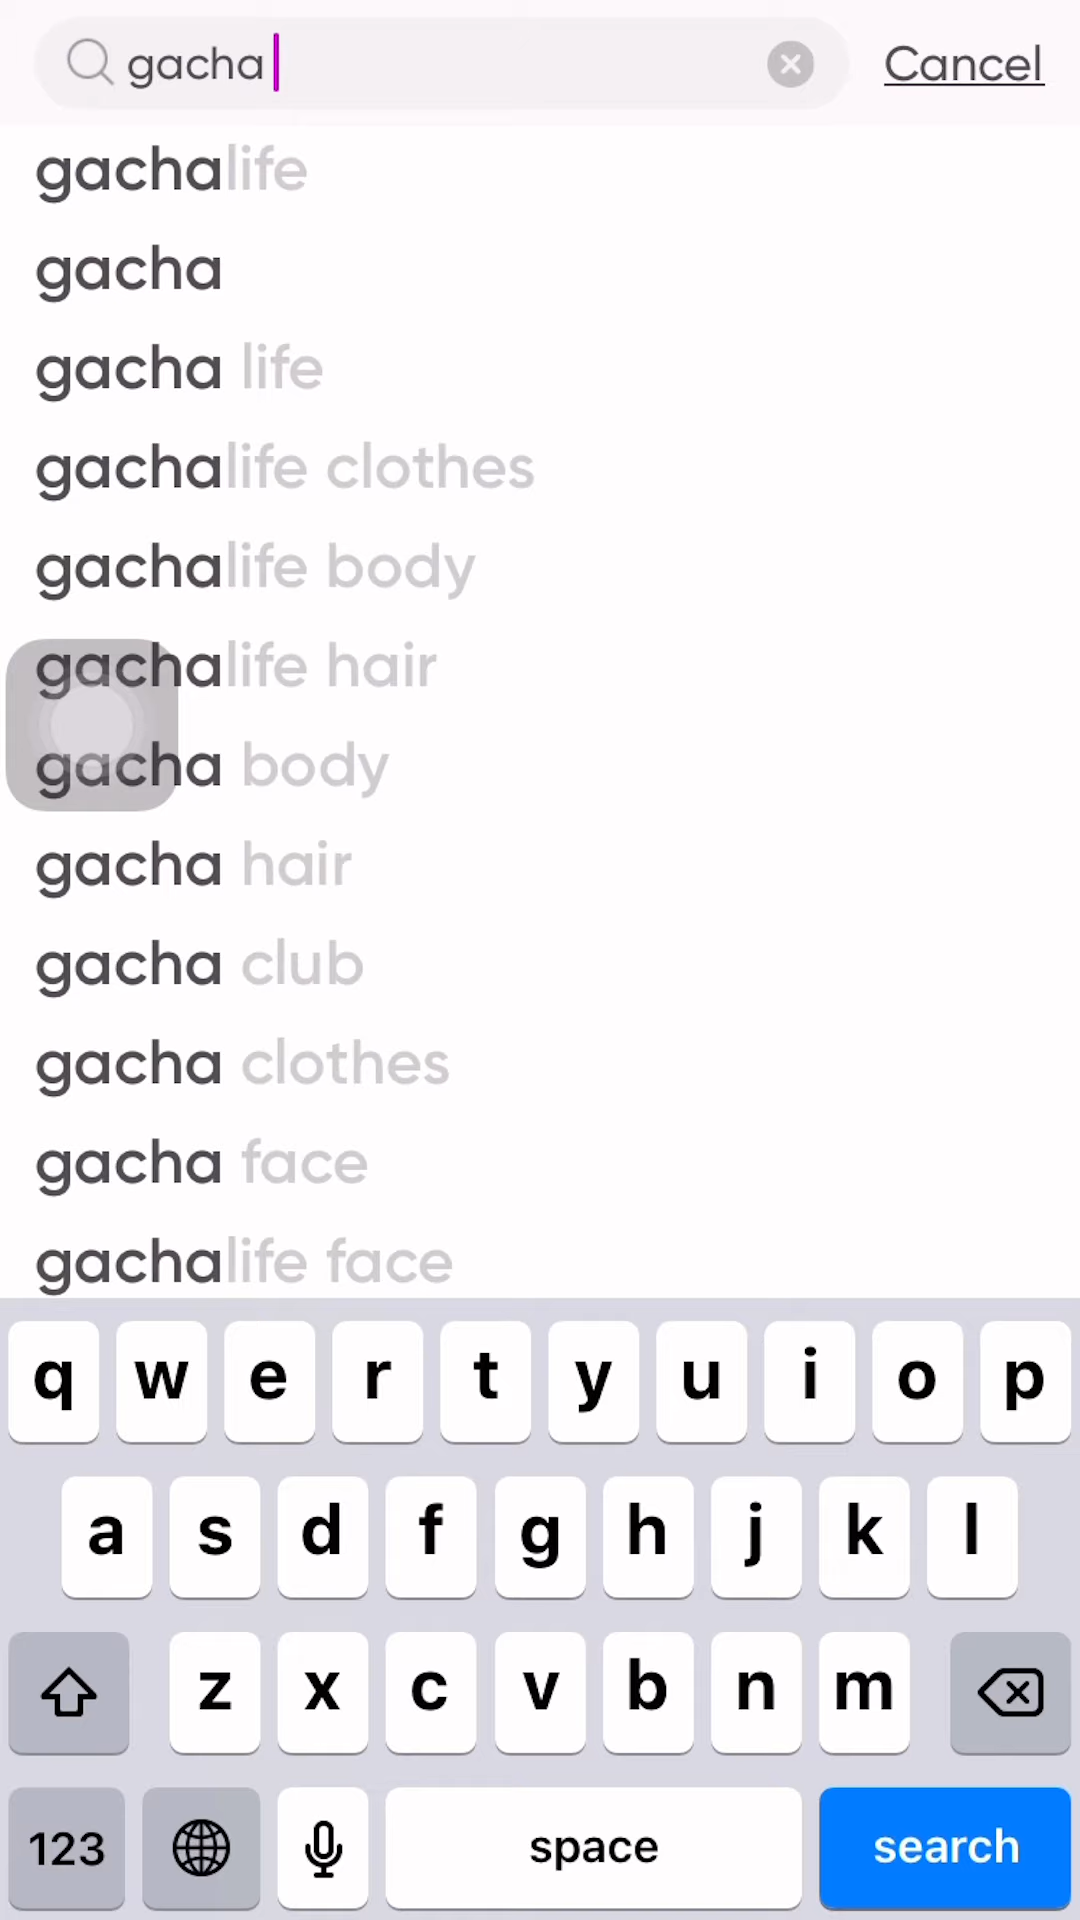 gacha
Cancel
gachalife
gacha
gacha life
gachalife clothes
gachalife body
gachalife hair
gacha body
gacha hair
gacha club
gacha clothes
gacha face
gachalife face
q w e r t y u i o p
a s d f g h j k l
z x c v b n m
123 space search